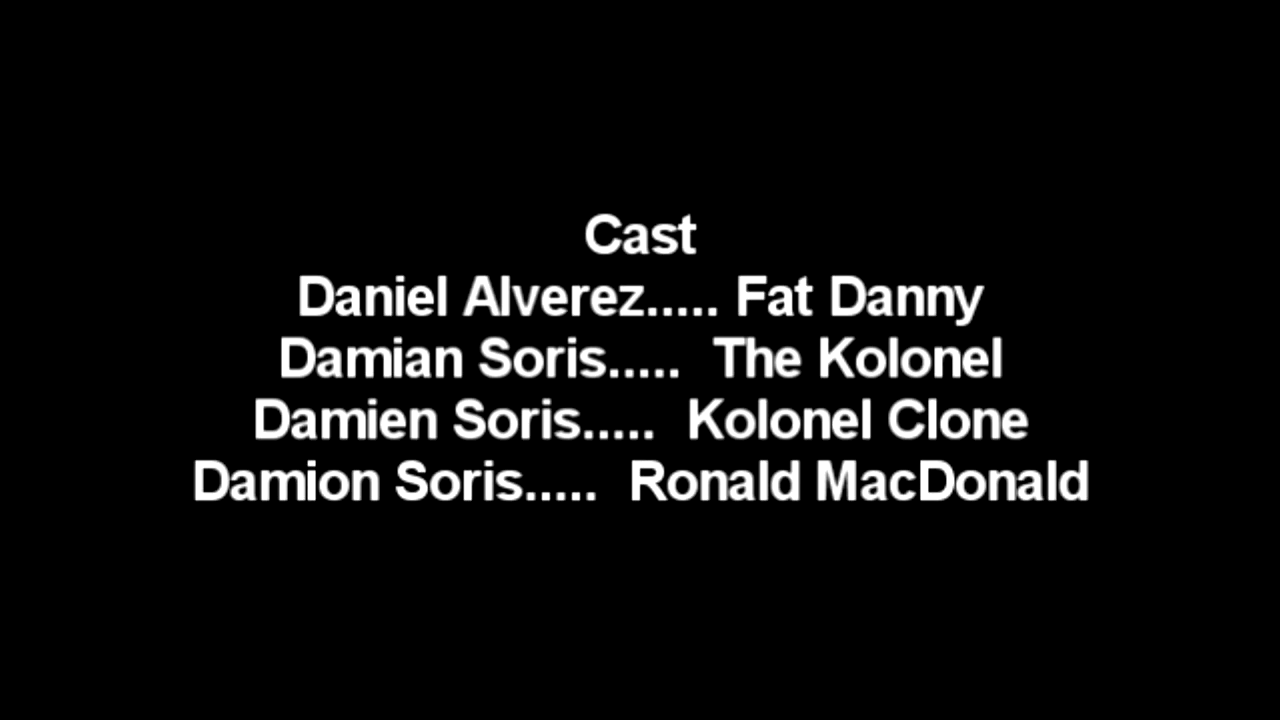 Cast
Daniel Alverez..... Fat Danny
Damian Soris.....  The Kolonel
Damien Soris.....  Kolonel Clone
Damion Soris.....  Ronald MacDonald